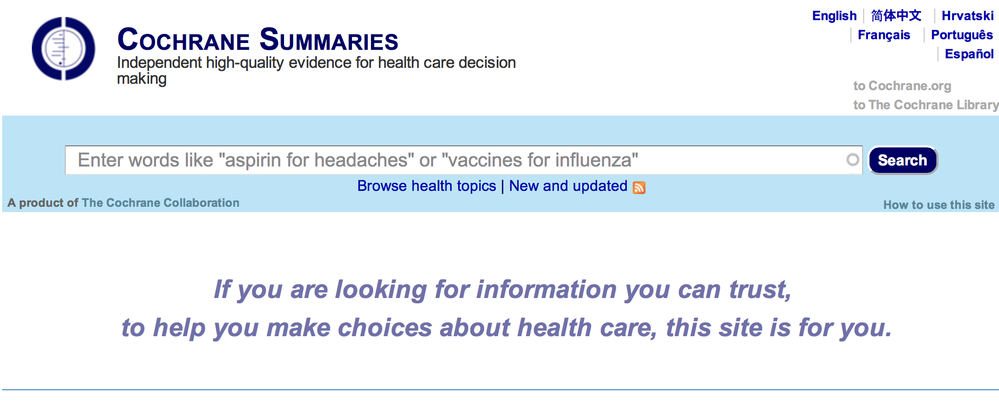 English | 简体中文 | Hrvatski
| Français | Português
| Español
COCHRANE SUMMARIES
Independent high-quality evidence for health care decision
making
to Cochrane.org
to The Cochrane Library
Enter words like "aspirin for headaches" or "vaccines for influenza"
Search
Browse health topics | New and updated
A product of The Cochrane Collaboration
How to use this site
If you are looking for information you can trust,
to help you make choices about health care, this site is for you.